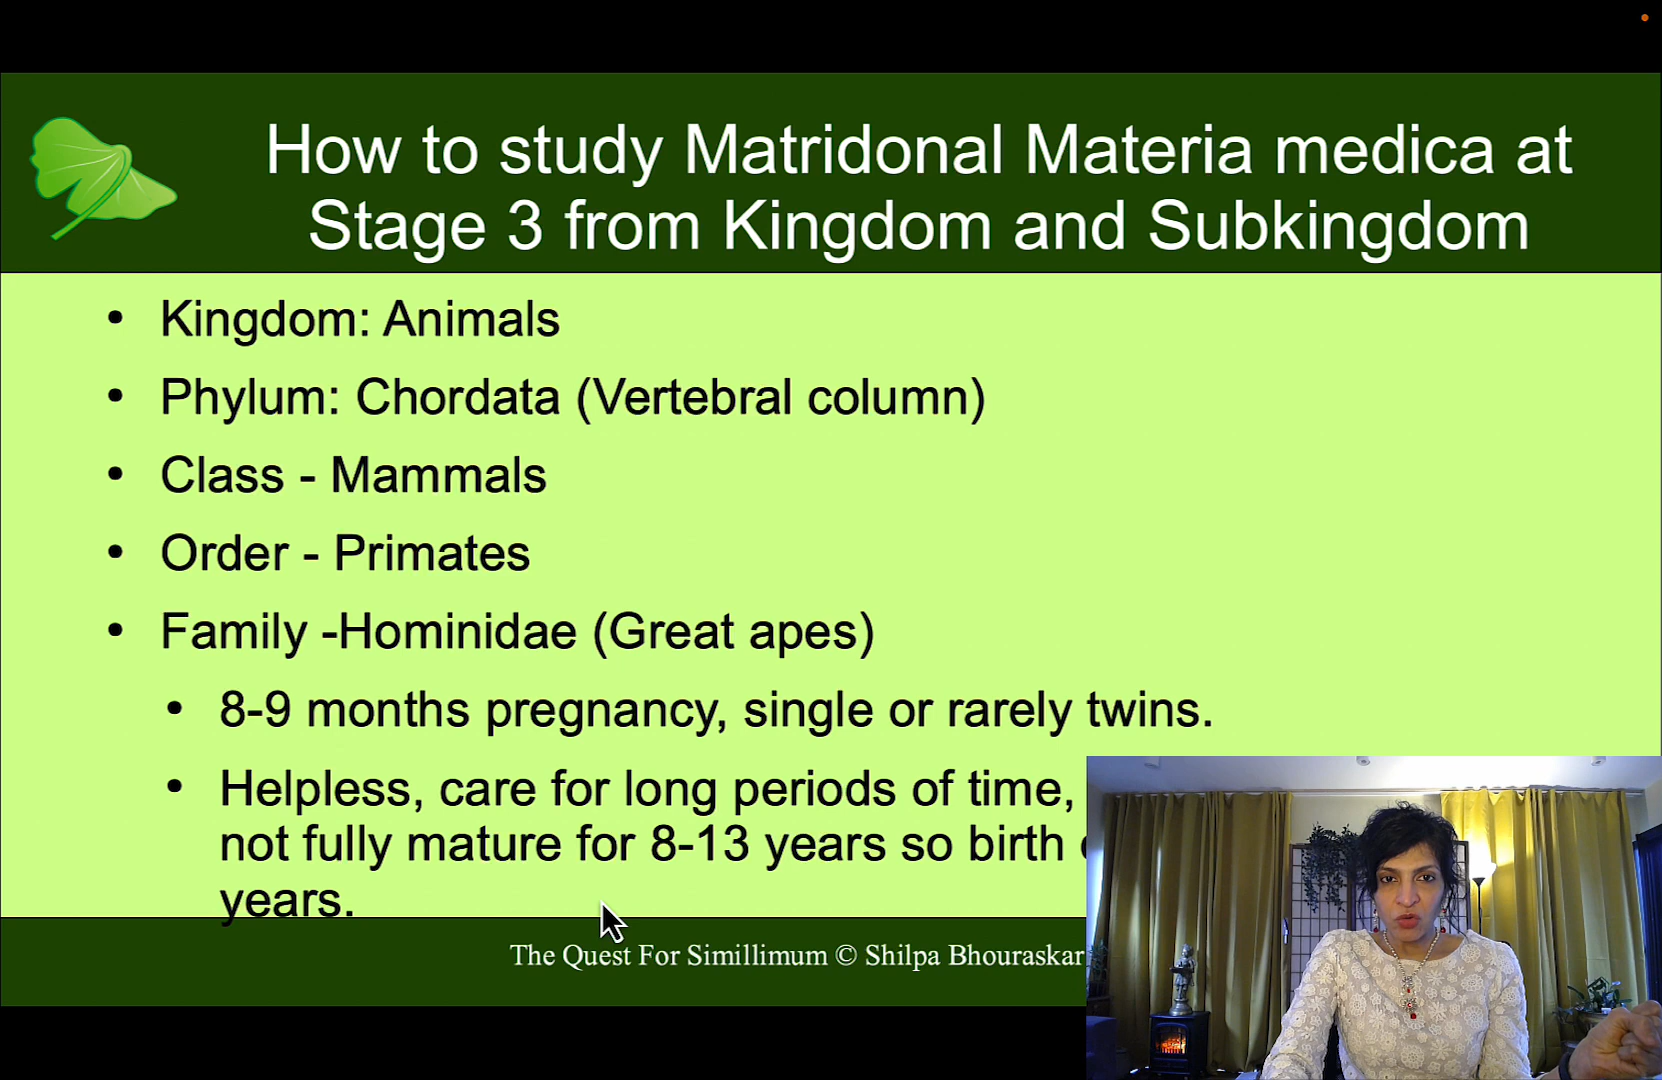 How to study Matridonal Materia medica at
Stage 3 from Kingdom and Subkingdom
• Kingdom: Animals
• Phylum: Chordata (Vertebral column)
• Class - Mammals
• Order - Primates
• Family -Hominidae (Great apes)
• 8-9 months pregnancy, single or rarely twins.
• Helpless, care for long periods of time,
not fully mature for 8-13 years so birth
years.
The Quest For Simillimum © Shilpa Bhouraskar